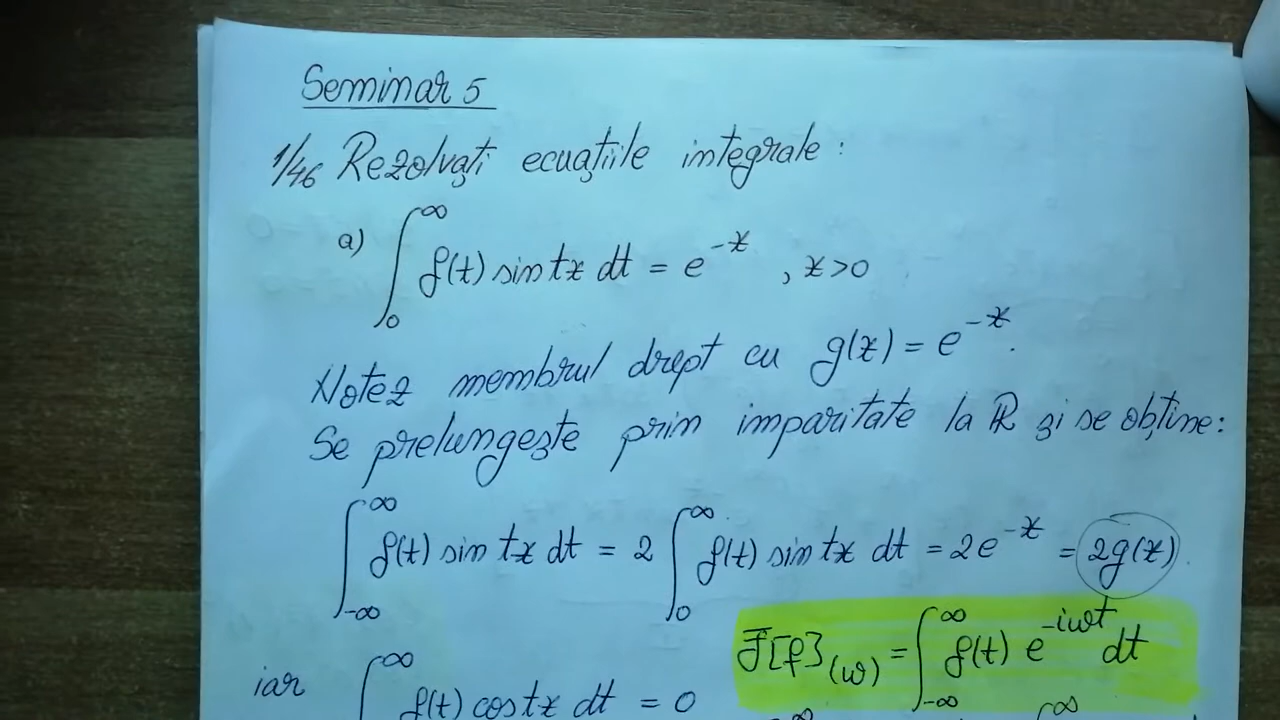 Seminar 5
1/46 Rezolvați ecuațiile integrale :
a) ∫₀^∞ f(t) sin tx dt = e^{-x} , x>0
Notez membrul drept cu g(x) = e^{-x}.
Se prelungește prin imparitate la ℝ și se obține:
∫_{-∞}^{∞} f(t) sin tx dt = 2 ∫₀^∞ f(t) sin tx dt = 2e^{-x} = 2g(x)
F[f](ω) = ∫_{-∞}^{∞} f(t) e^{-iωt} dt
iar ∫^∞ f(t) cos tx dt = 0